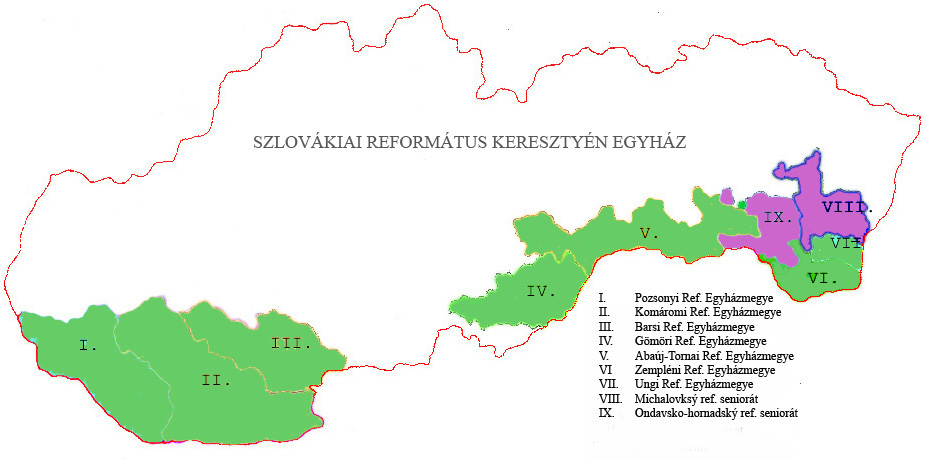 SZLOVÁKIAI REFORMÁTUS KERESZTYÉN EGYHÁZ
VIII.
IX.
V.
VII
VI.
IV.
I. Pozsonyi Ref. Egyházmegye
II. Komáromi Ref. Egyházmegye
III. Barsi Ref. Egyházmegye
IV. Gömöri Ref. Egyházmegye
V. Abaúj-Tornai Ref. Egyházmegye
VI Zempléni Ref. Egyházmegye
VII. Ungi Ref. Egyházmegye
VIII. Michalovksý ref. seniorát
IX. Ondavsko-hornadský ref. seniorát
I.
III.
II.